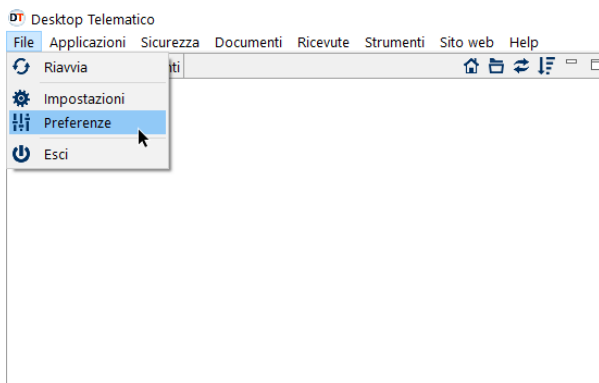 DT Desktop Telematico
File Applicazioni Sicurezza Documenti Ricevute Strumenti Sito web Help
Riavvia
Impostazioni
Preferenze
Esci